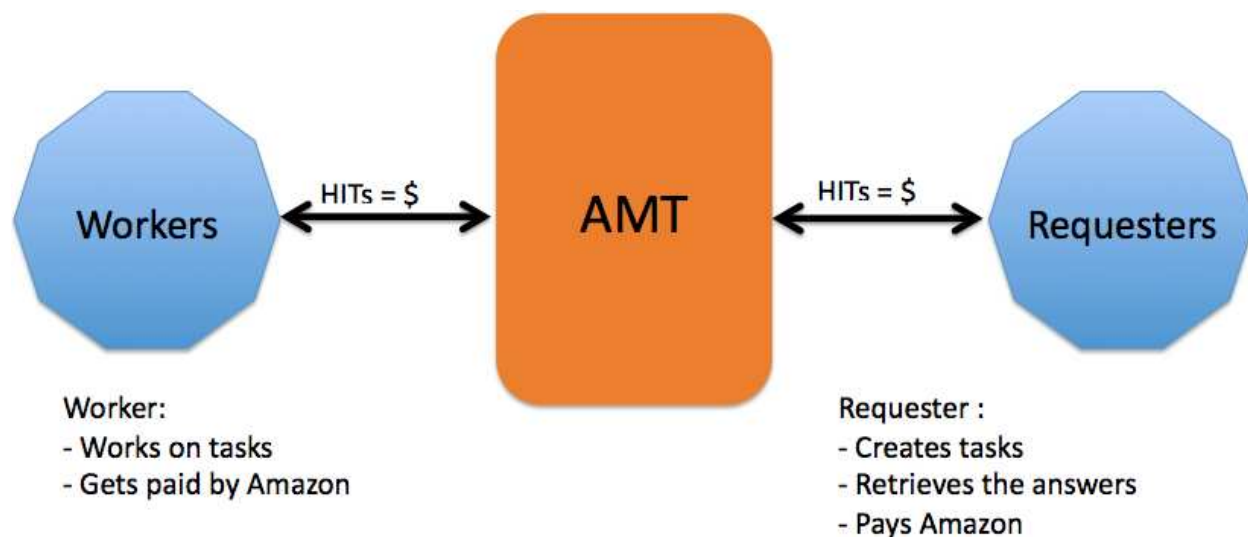 Workers
HITs = $
AMT
HITs = $
Requesters
Worker:
- Works on tasks
- Gets paid by Amazon
Requester :
- Creates tasks
- Retrieves the answers
- Pays Amazon